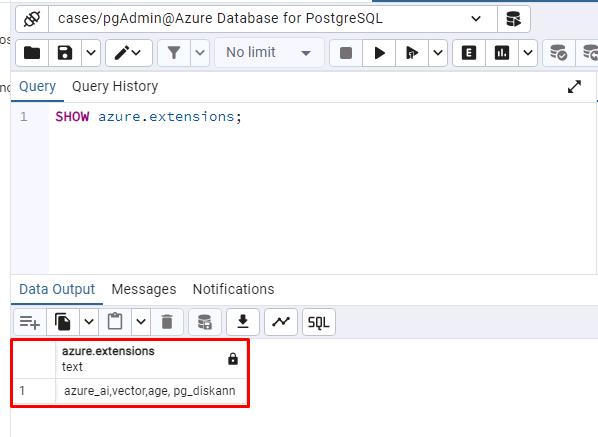 cases/pgAdmin@Azure Database for PostgreSQL
No limit
E
Query Query History
1 SHOW azure.extensions;
Data Output Messages Notifications
SQL
azure.extensions
text
1 azure_ai,vector,age, pg_diskann